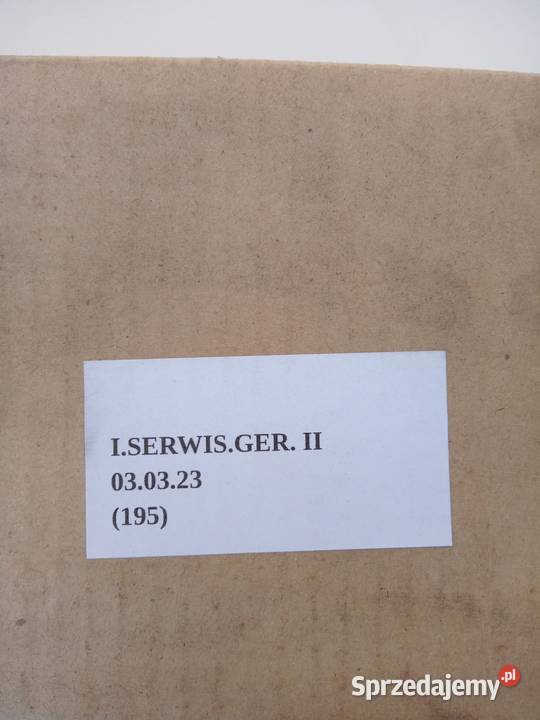 I.SERWIS.GER. II
03.03.23
(195)
Sprzedajemy.pl